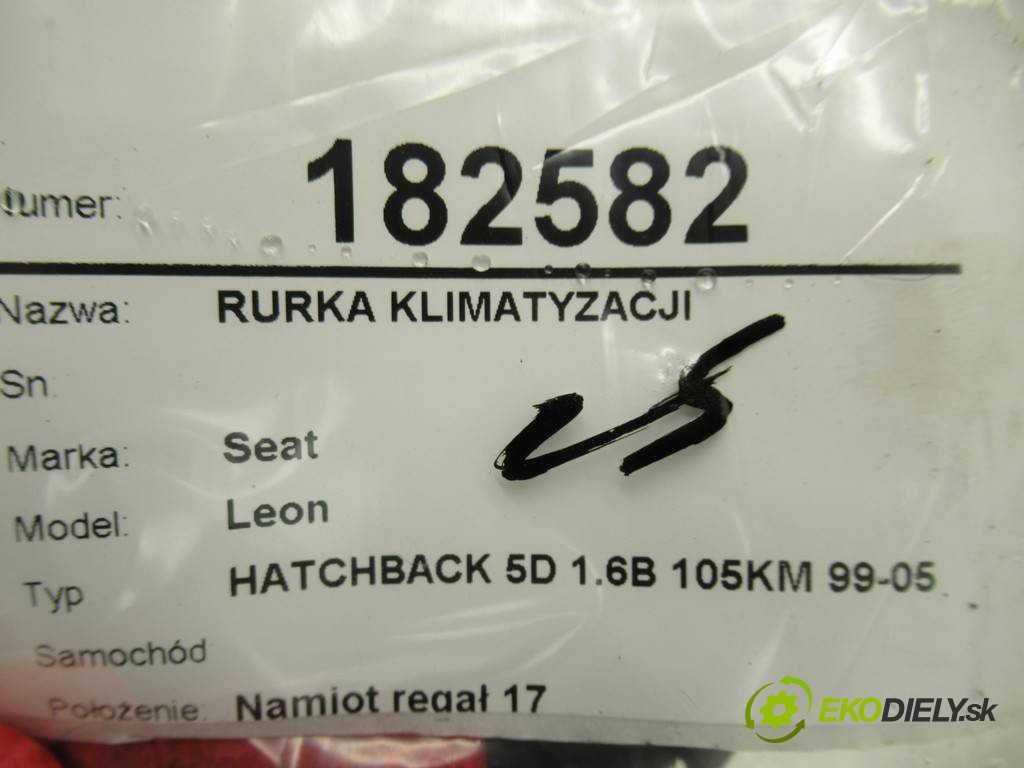 Numer: 182582
Nazwa: RURKA KLIMATYZACJI
Sn
Marka: Seat
Model: Leon
Typ HATCHBACK 5D 1.6B 105KM 99-05
Samochód
Położenie: Namiot regał 17
EKODIELY.sk